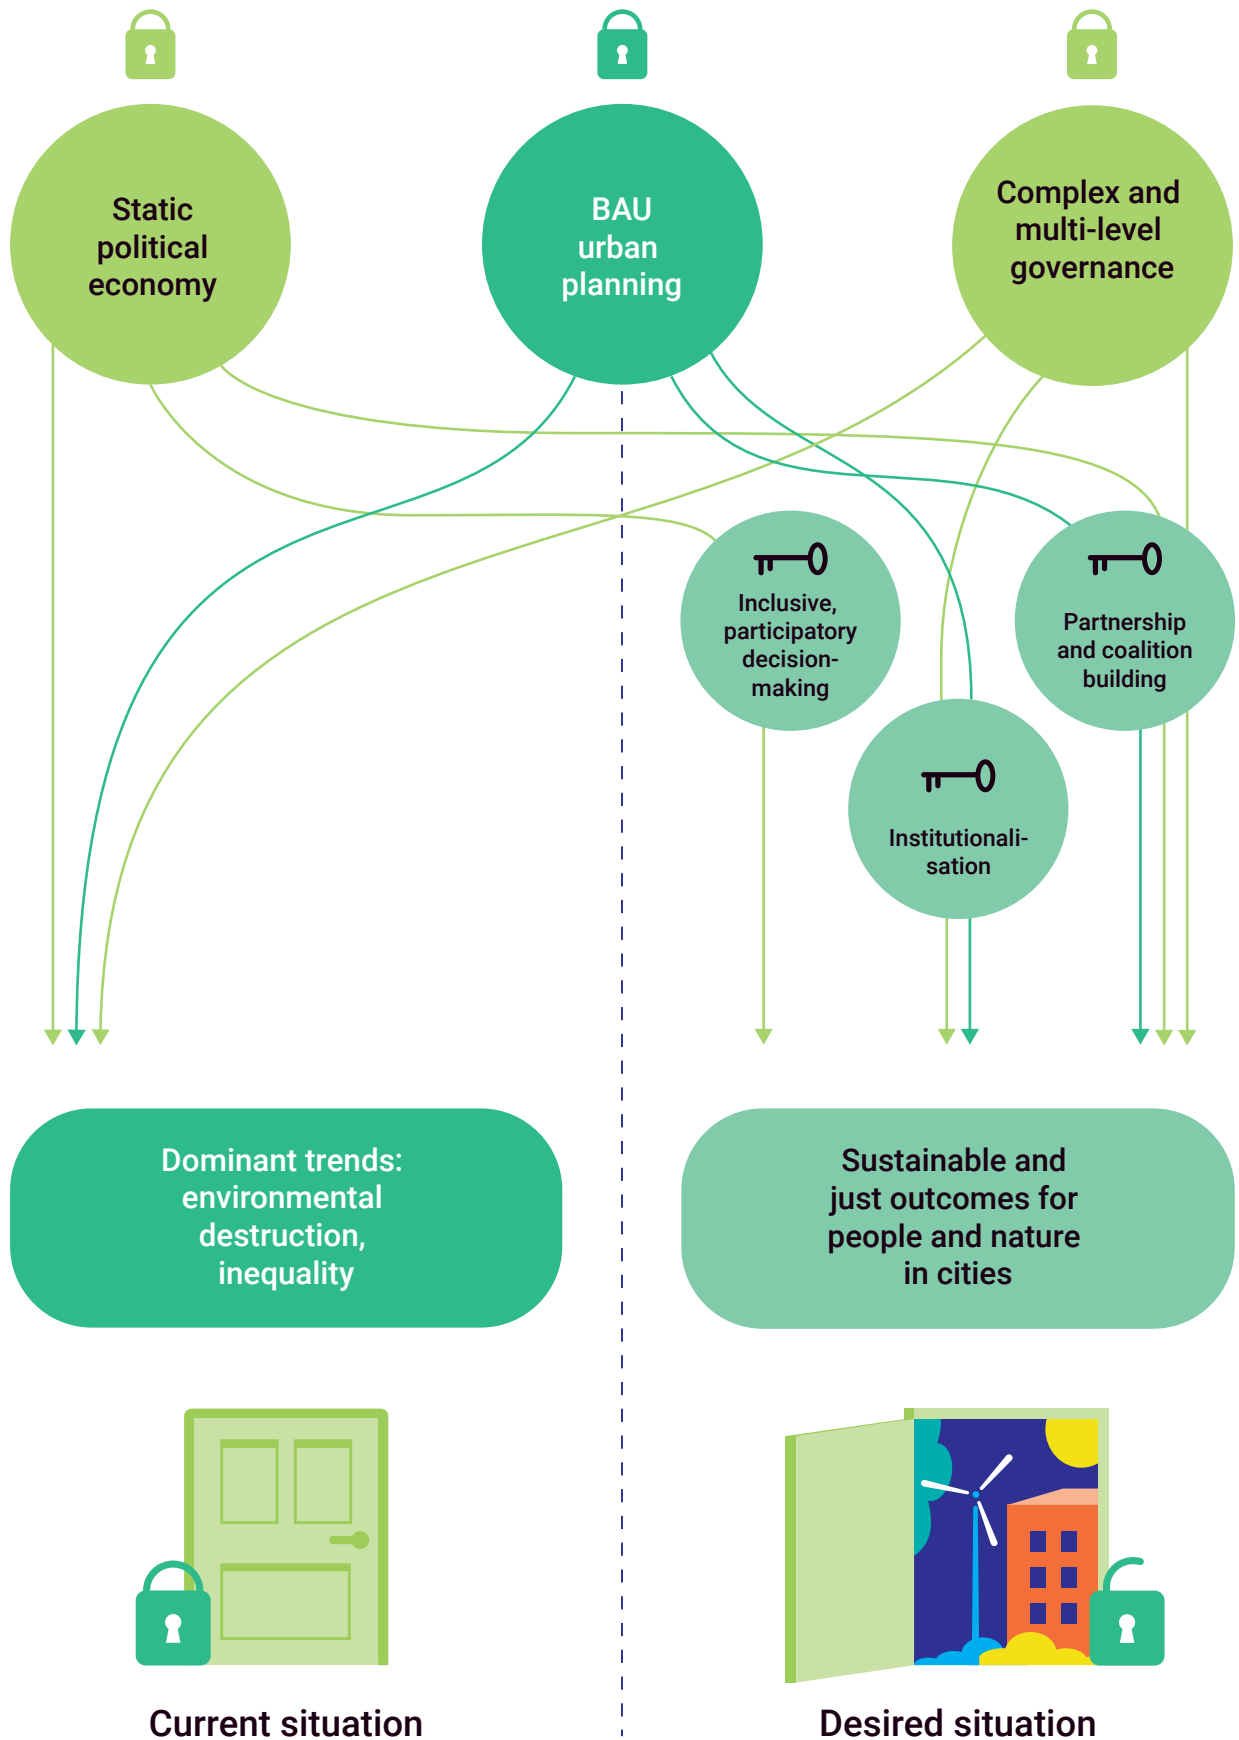 Static
political
economy
BAU
urban
planning
Complex and
multi-level
governance
Inclusive,
participatory
decision-
making
Partnership
and coalition
building
Institutionali-
sation
Dominant trends:
environmental
destruction,
inequality
Sustainable and
just outcomes for
people and nature
in cities
Current situation
Desired situation